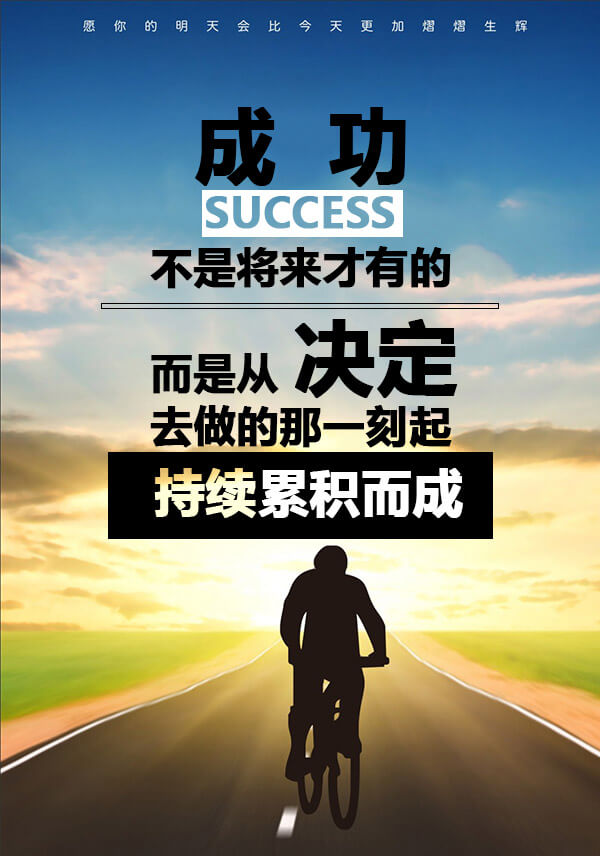 愿你的明天会比今天更加熠熠生辉
成功
SUCCESS
不是将来才有的
而是从决定
去做的那一刻起
持续累积而成